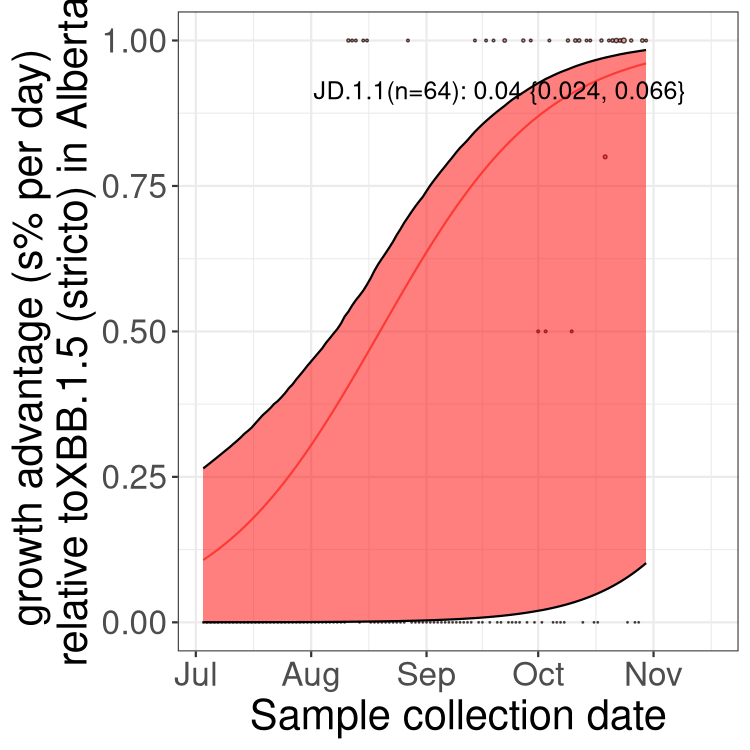 growth advantage (s% per day)
relative toXBB.1.5 (stricto) in Alberta
1.00
0.75
0.50
0.25
0.00
JD.1.1(n=64): 0.04 {0.024, 0.066}
Jul Aug Sep Oct Nov
Sample collection date